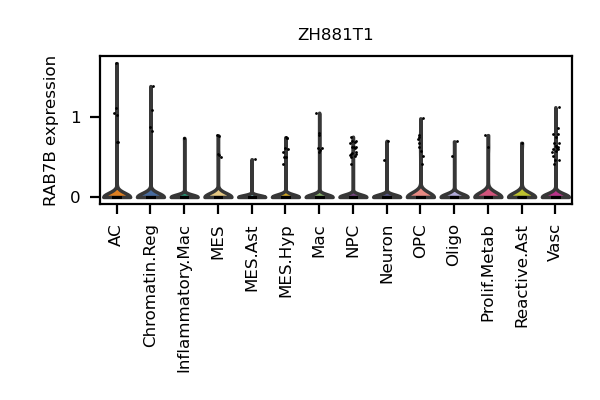 ZH881T1
RAB7B expression
1
0
AC
Chromatin.Reg
Inflammatory.Mac
MES
MES.Ast
MES.Hyp
Mac
NPC
Neuron
OPC
Oligo
Prolif.Metab
Reactive.Ast
Vasc